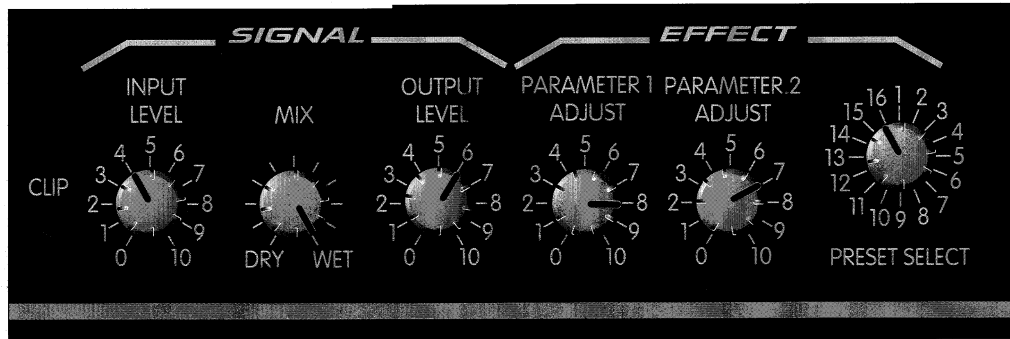 SIGNAL
EFFECT
INPUT LEVEL
MIX
OUTPUT LEVEL
PARAMETER 1 ADJUST
PARAMETER.2 ADJUST
CLIP
0 1 2 3 4 5 6 7 8 9 10
DRY WET
0 1 2 3 4 5 6 7 8 9 10
0 1 2 3 4 5 6 7 8 9 10
0 1 2 3 4 5 6 7 8 9 10
1 2 3 4 5 6 7 8 9 10 11 12 13 14 15 16
PRESET SELECT